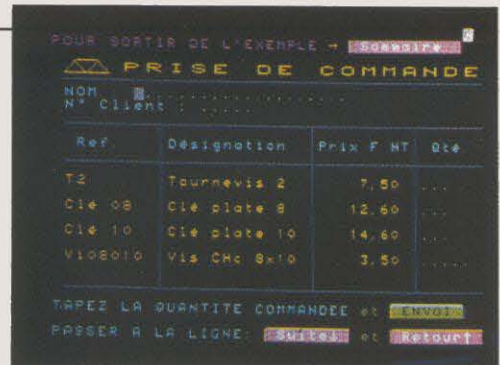 C
POUR SORTIR DE L'EXEMPLE → Sommaire
PRISE DE COMMANDE
NOM ...................
N° Client : .....
Ref. Désignation Prix F HT Qté
T2 Tournevis 2 7,50 ...
Clé 08 Clé plate 8 12,60 ...
Clé 10 Clé plate 10 14,60 ...
V108010 Vis CHc 8x10 3,50 .....
TAPEZ LA QUANTITE COMMANDEE et ENVOI
PASSER A LA LIGNE: Suite↓ et Retour↑